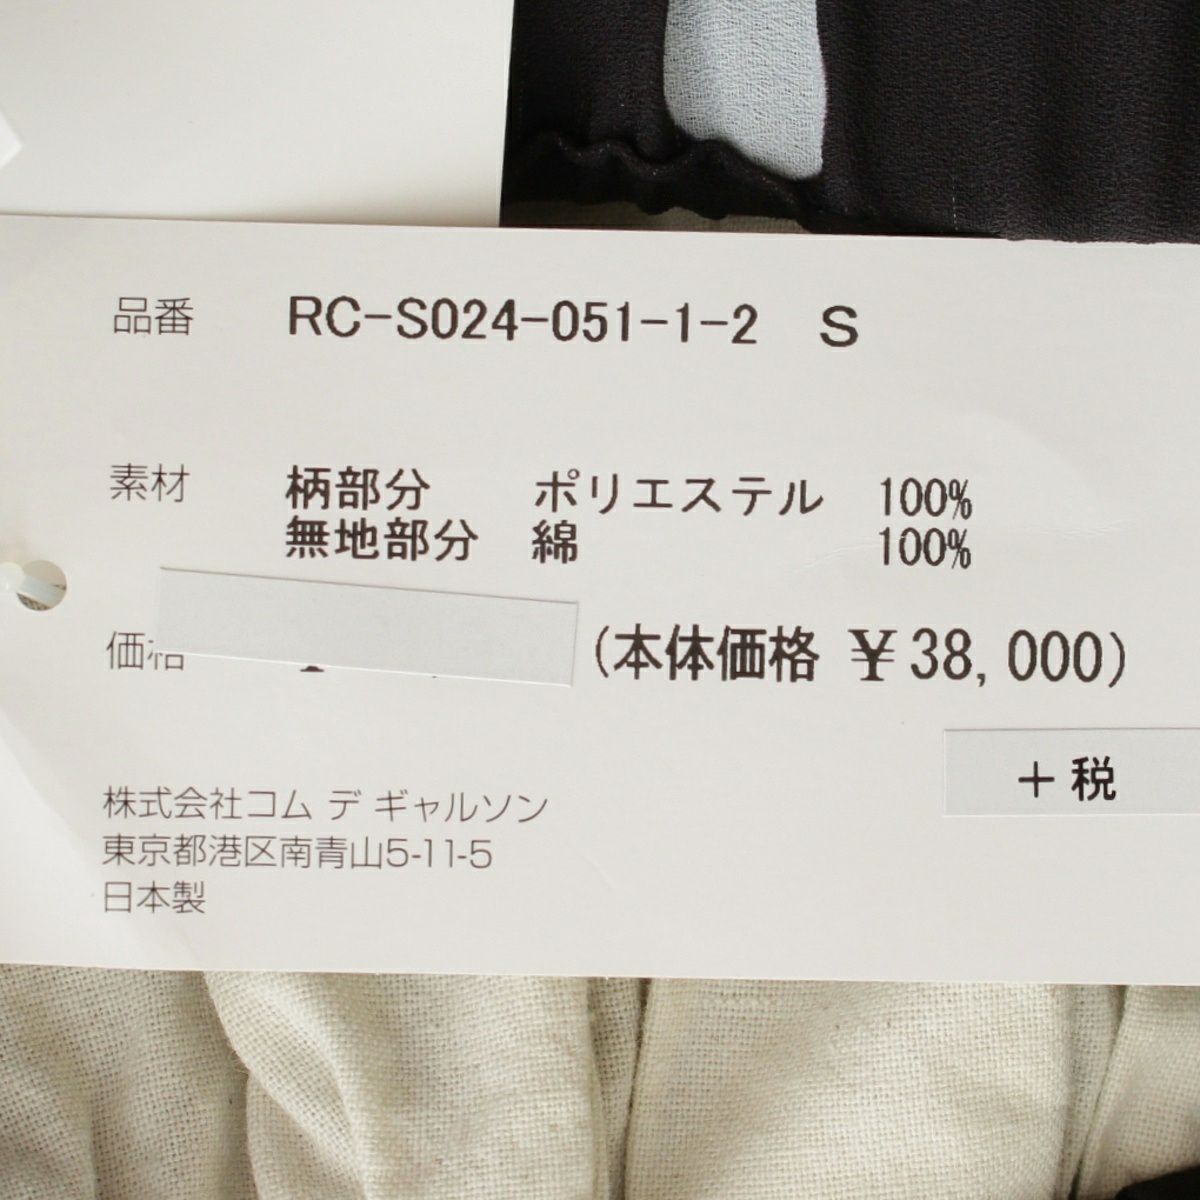 品番 RC-S024-051-1-2 S
素材 柄部分 ポリエステル 100%
無地部分 綿 100%
価格 (本体価格 ¥38,000)
+税
株式会社コム デ ギャルソン
東京都港区南青山5-11-5
日本製